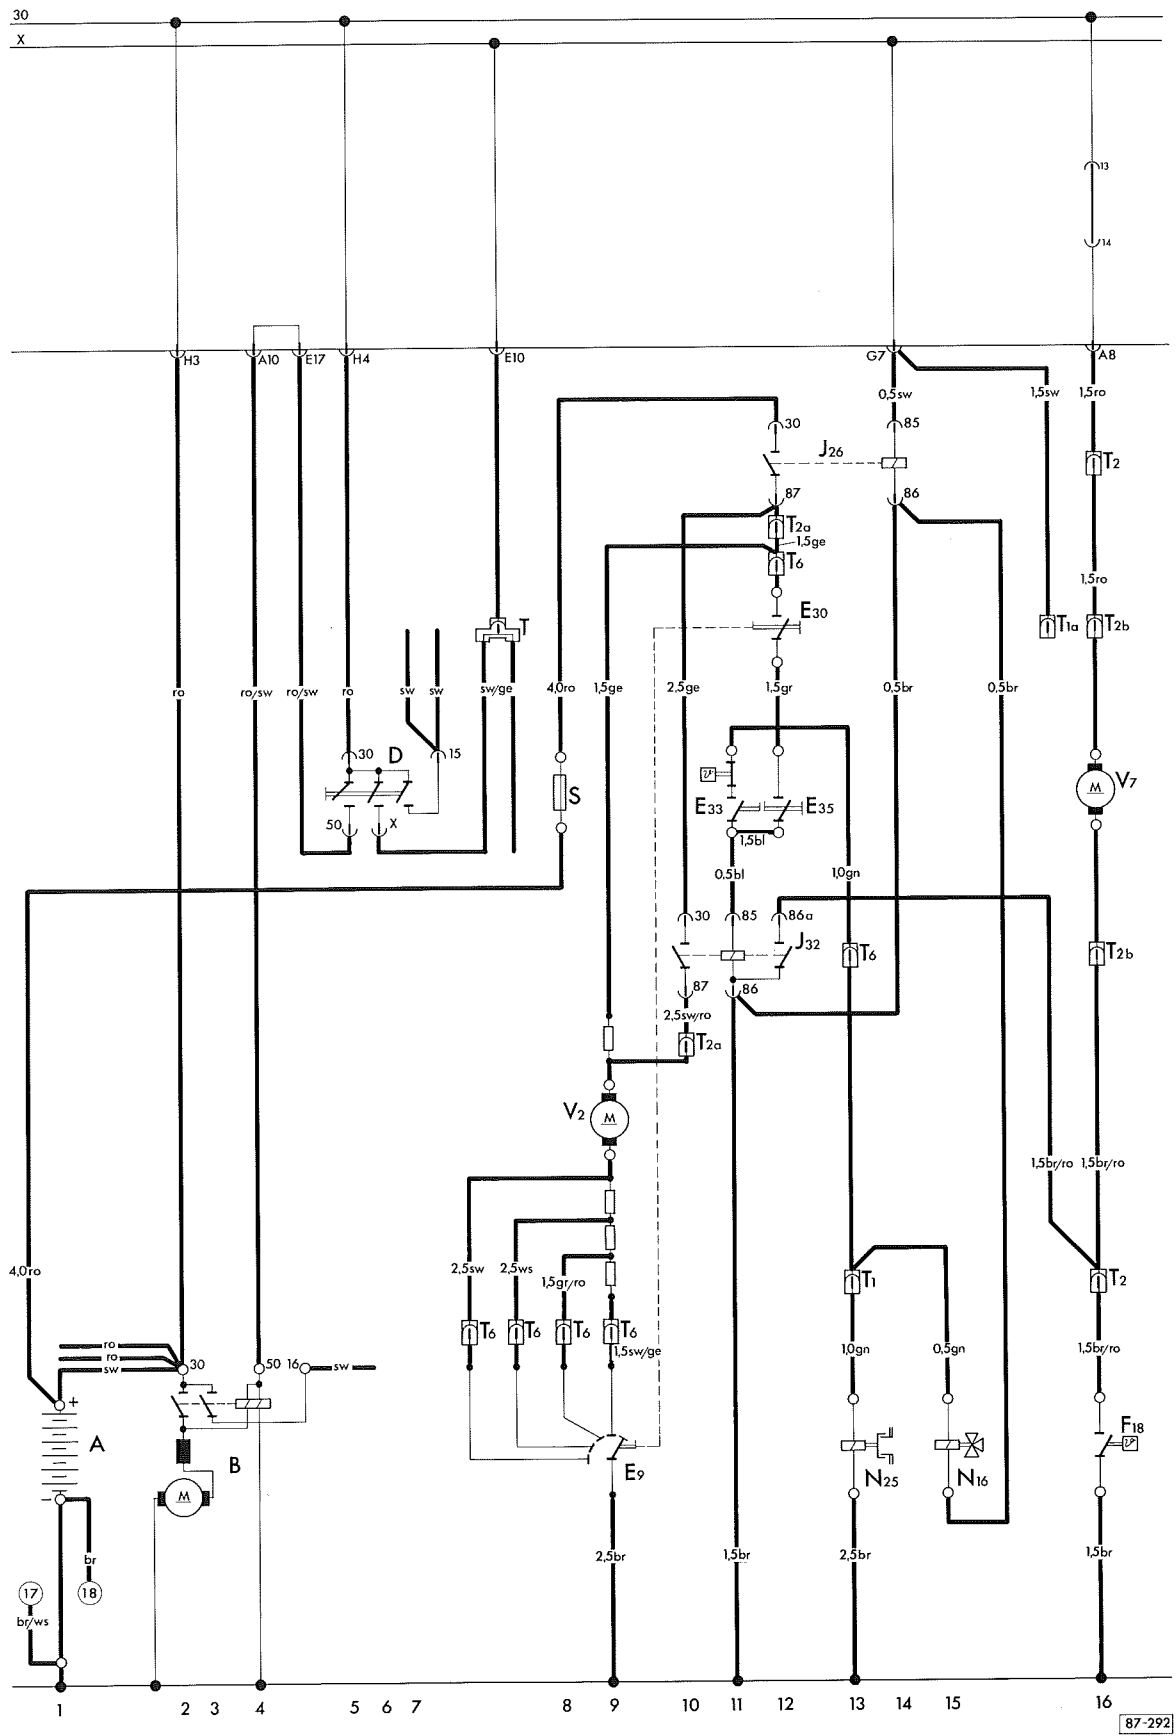 30
X
13
14
H3
A10
E17
H4
E10
G7
A8
0,5sw
1,5sw
1,5ro
30
85
J26
T2
87
86
T2a
1,5ge
T6
1,5ro
E30
T
T1a
T2b
ro
ro/sw
ro/sw
ro
sw
sw
sw/ge
4,0ro
1,5ge
2,5ge
1,5gr
0,5br
0,5br
30
D
15
S
M
V7
E33
E35
50
X
1,5bl
0,5bl
1,0gn
30
85
86a
J32
T6
T2b
87
86
2,5sw/ro
T2a
V2
M
1,5br/ro
1,5br/ro
4,0ro
2,5sw
2,5ws
1,5gr/ro
T1
T2
T6
T6
T6
T6
1,5sw/ge
ro
ro
sw
30
50
16
sw
1,0gn
0,5gn
1,5br/ro
+
A
B
M
-
E9
N25
N16
F18
br
2,5br
1,5br
2,5br
1,5br
17
18
br/ws
1 2 3 4 5 6 7 8 9 10 11 12 13 14 15 16
87-292